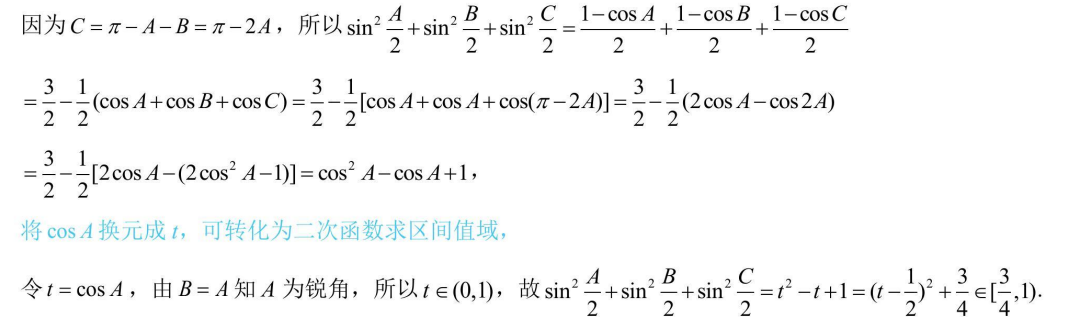 因为 $C=\pi-A-B=\pi-2A$，所以 $\sin^2\frac{A}{2}+\sin^2\frac{B}{2}+\sin^2\frac{C}{2}=\frac{1-\cos A}{2}+\frac{1-\cos B}{2}+\frac{1-\cos C}{2}$
$=\frac{3}{2}-\frac{1}{2}(\cos A+\cos B+\cos C)=\frac{3}{2}-\frac{1}{2}[\cos A+\cos A+\cos(\pi-2A)]=\frac{3}{2}-\frac{1}{2}(2\cos A-\cos 2A)$
$=\frac{3}{2}-\frac{1}{2}[2\cos A-(2\cos^2 A-1)]=\cos^2 A-\cos A+1$，
将 $\cos A$ 换元成 $t$，可转化为二次函数求区间值域，
令 $t=\cos A$，由 $B=A$ 知 $A$ 为锐角，所以 $t\in(0,1)$，故 $\sin^2\frac{A}{2}+\sin^2\frac{B}{2}+\sin^2\frac{C}{2}=t^2-t+1=(t-\frac{1}{2})^2+\frac{3}{4}\in[\frac{3}{4},1)$.